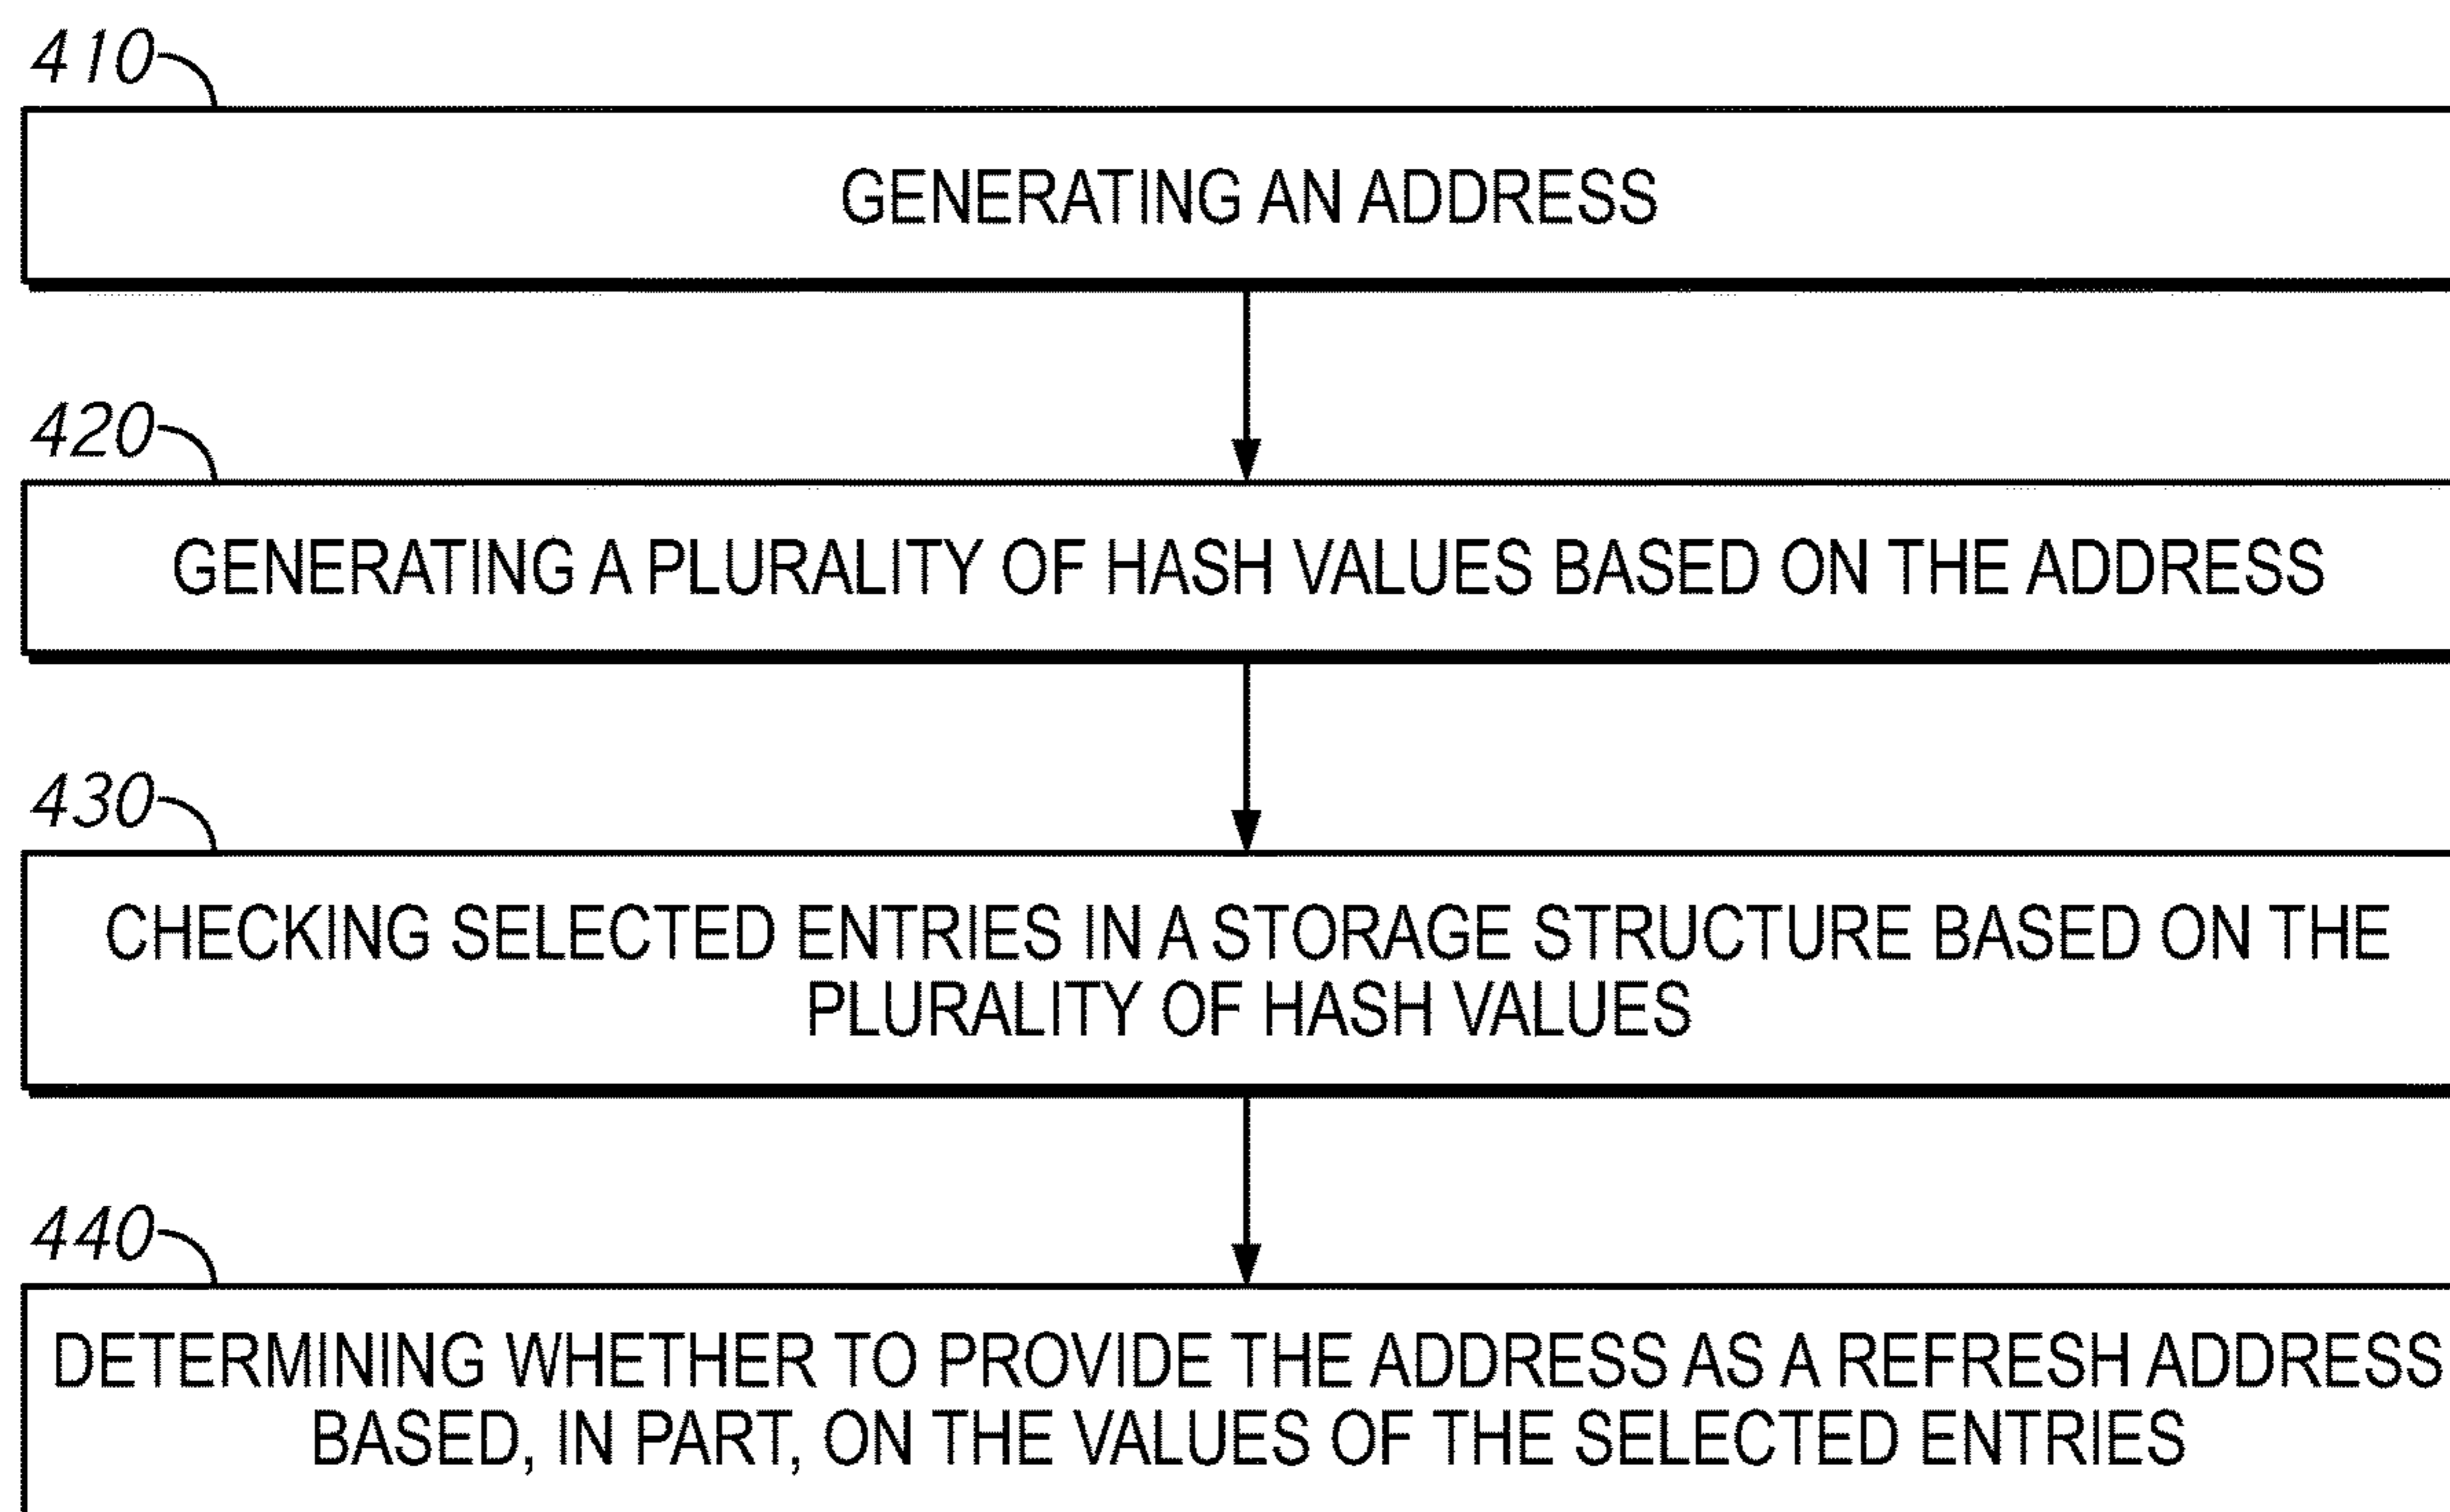 410
GENERATING AN ADDRESS
420
GENERATING A PLURALITY OF HASH VALUES BASED ON THE ADDRESS
430
CHECKING SELECTED ENTRIES IN A STORAGE STRUCTURE BASED ON THE
PLURALITY OF HASH VALUES
440
DETERMINING WHETHER TO PROVIDE THE ADDRESS AS A REFRESH ADDRESS
BASED, IN PART, ON THE VALUES OF THE SELECTED ENTRIES